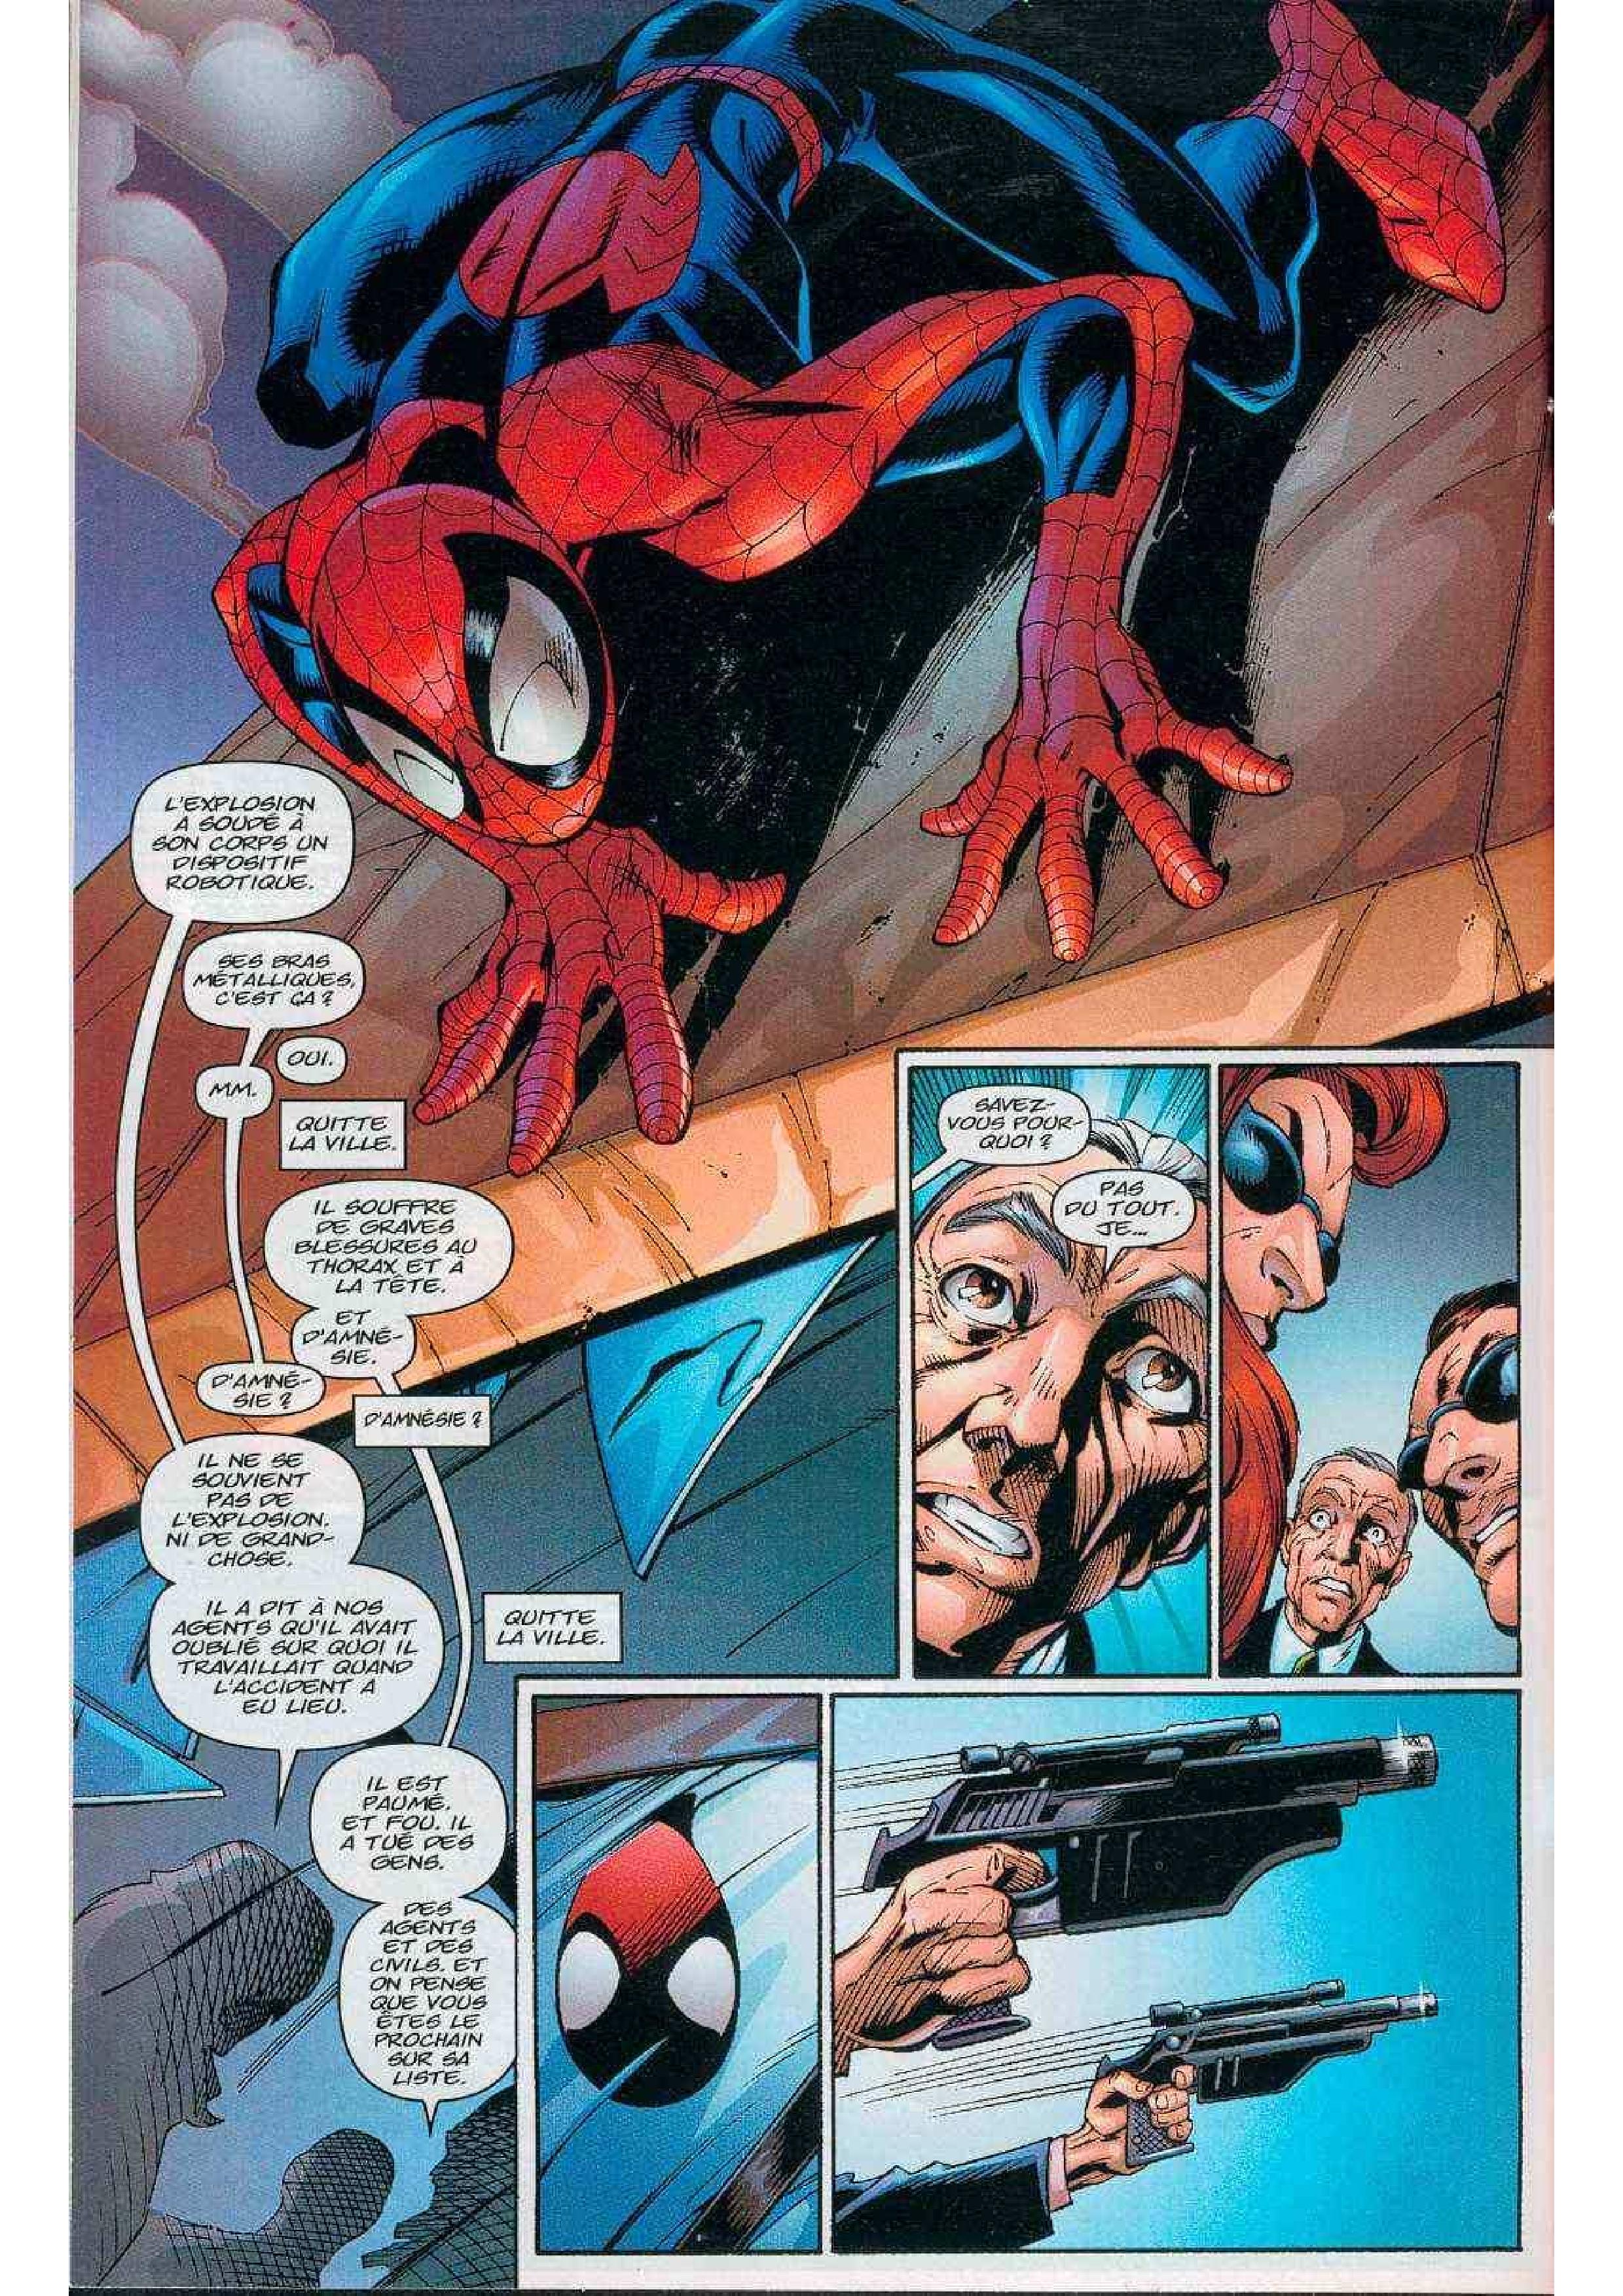 L'EXPLOSION
A SOUDÉ À
SON CORPS UN
DISPOSITIF
ROBOTIQUE.
SES BRAS
MÉTALLIQUES,
C'EST ÇA ?
OUI.
MM.
QUITTE
LA VILLE.
IL SOUFFRE
DE GRAVES
BLESSURES AU
THORAX ET À
LA TÊTE.
ET
D'AMNÉ-
SIE.
D'AMNÉ-
SIE ?
D'AMNÉSIE ?
IL NE SE
SOUVIENT
PAS DE
L'EXPLOSION.
NI DE GRAND-
CHOSE.
IL A DIT À NOS
AGENTS QU'IL AVAIT
OUBLIÉ SUR QUOI IL
TRAVAILLAIT QUAND
L'ACCIDENT A
EU LIEU.
QUITTE
LA VILLE.
IL EST
PAUMÉ.
ET FOU. IL
A TUÉ DES
GENS.
DES
AGENTS
ET DES
CIVILS. ET
ON PENSE
QUE VOUS
ÊTES LE
PROCHAIN
SUR SA
LISTE.
SAVEZ-
VOUS POUR-
QUOI ?
PAS
DU TOUT.
JE...